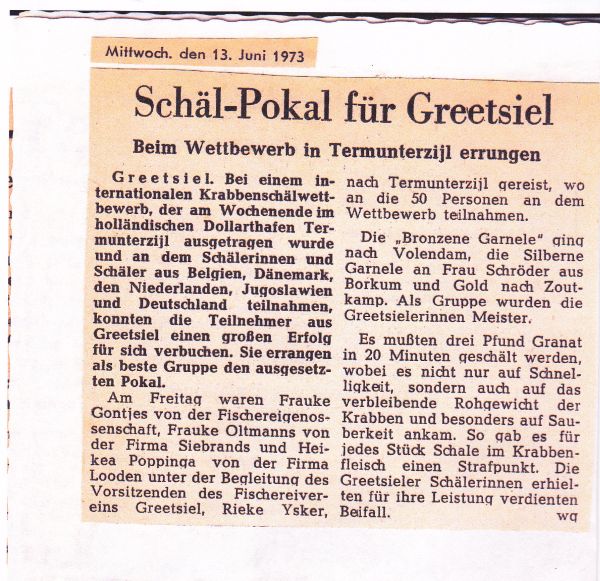 Mittwoch, den 13. Juni 1973
Schäl-Pokal für Greetsiel
Beim Wettbewerb in Termunterzijl errungen
Greetsiel. Bei einem in-
ternationalen Krabbenschälwett-
bewerb, der am Wochenende im
holländischen Dollarthafen Ter-
munterzijl ausgetragen wurde
und an dem Schälerinnen und
Schäler aus Belgien, Dänemark,
den Niederlanden, Jugoslawien
und Deutschland teilnahmen,
konnten die Teilnehmer aus
Greetsiel einen großen Erfolg
für sich verbuchen. Sie errangen
als beste Gruppe den ausgesetz-
ten Pokal.
Am Freitag waren Frauke
Gontjes von der Fischereigenos-
senschaft, Frauke Oltmanns von
der Firma Siebrands und Hei-
kea Poppinga von der Firma
Looden unter der Begleitung des
Vorsitzenden des Fischereiver-
eins Greetsiel, Rieke Ysker,
nach Termunterzijl gereist, wo
an die 50 Personen an dem
Wettbewerb teilnahmen.
Die „Bronzene Garnele" ging
nach Volendam, die Silberne
Garnele an Frau Schröder aus
Borkum und Gold nach Zout-
kamp. Als Gruppe wurden die
Greetsielerinnen Meister.
Es mußten drei Pfund Granat
in 20 Minuten geschält werden,
wobei es nicht nur auf Schnel-
ligkeit, sondern auch auf das
verbleibende Rohgewicht der
Krabben und besonders auf Sau-
berkeit ankam. So gab es für
jedes Stück Schale im Krabben-
fleisch einen Strafpunkt. Die
Greetsieler Schälerinnen erhiel-
ten für ihre Leistung verdienten
Beifall.
wg